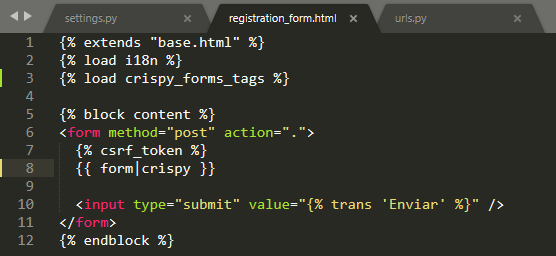 settings.py registration_form.html urls.py
1 {% extends "base.html" %}
2 {% load i18n %}
3 {% load crispy_forms_tags %}
4
5 {% block content %}
6 <form method="post" action=".">
7 {% csrf_token %}
8 {{ form|crispy }}
9
10 <input type="submit" value="{% trans 'Enviar' %}" />
11 </form>
12 {% endblock %}